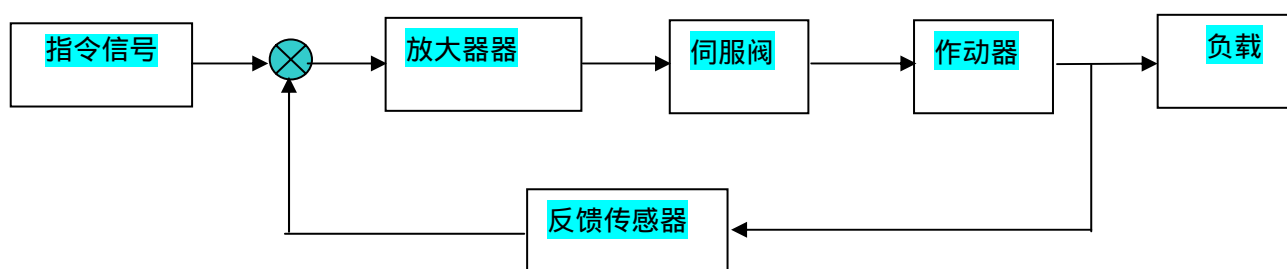 指令信号
放大器器
伺服阀
作动器
负载
反馈传感器